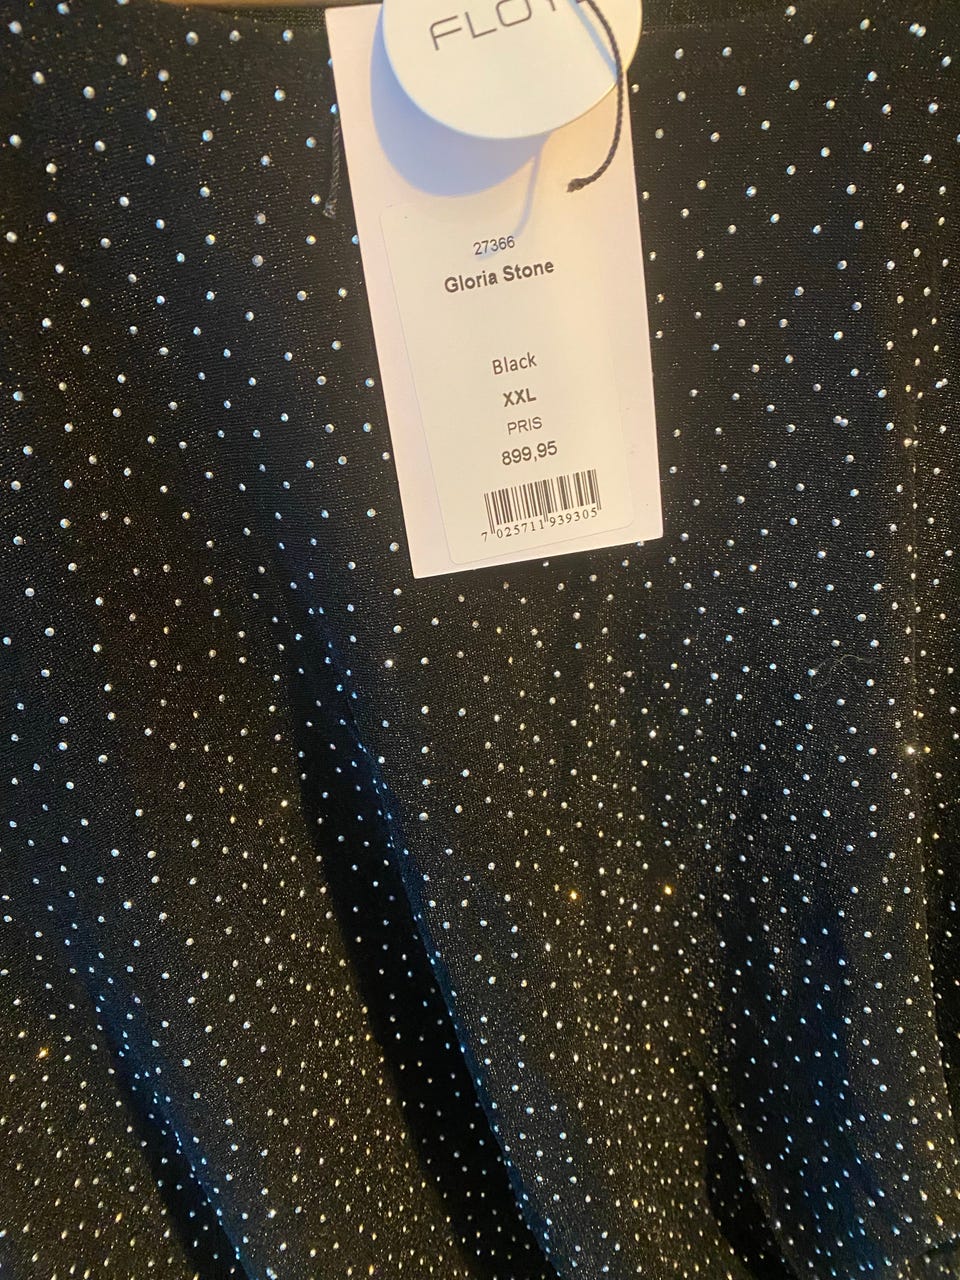 27366
Gloria Stone
Black
XXL
PRIS
899,95
7 025711 939305